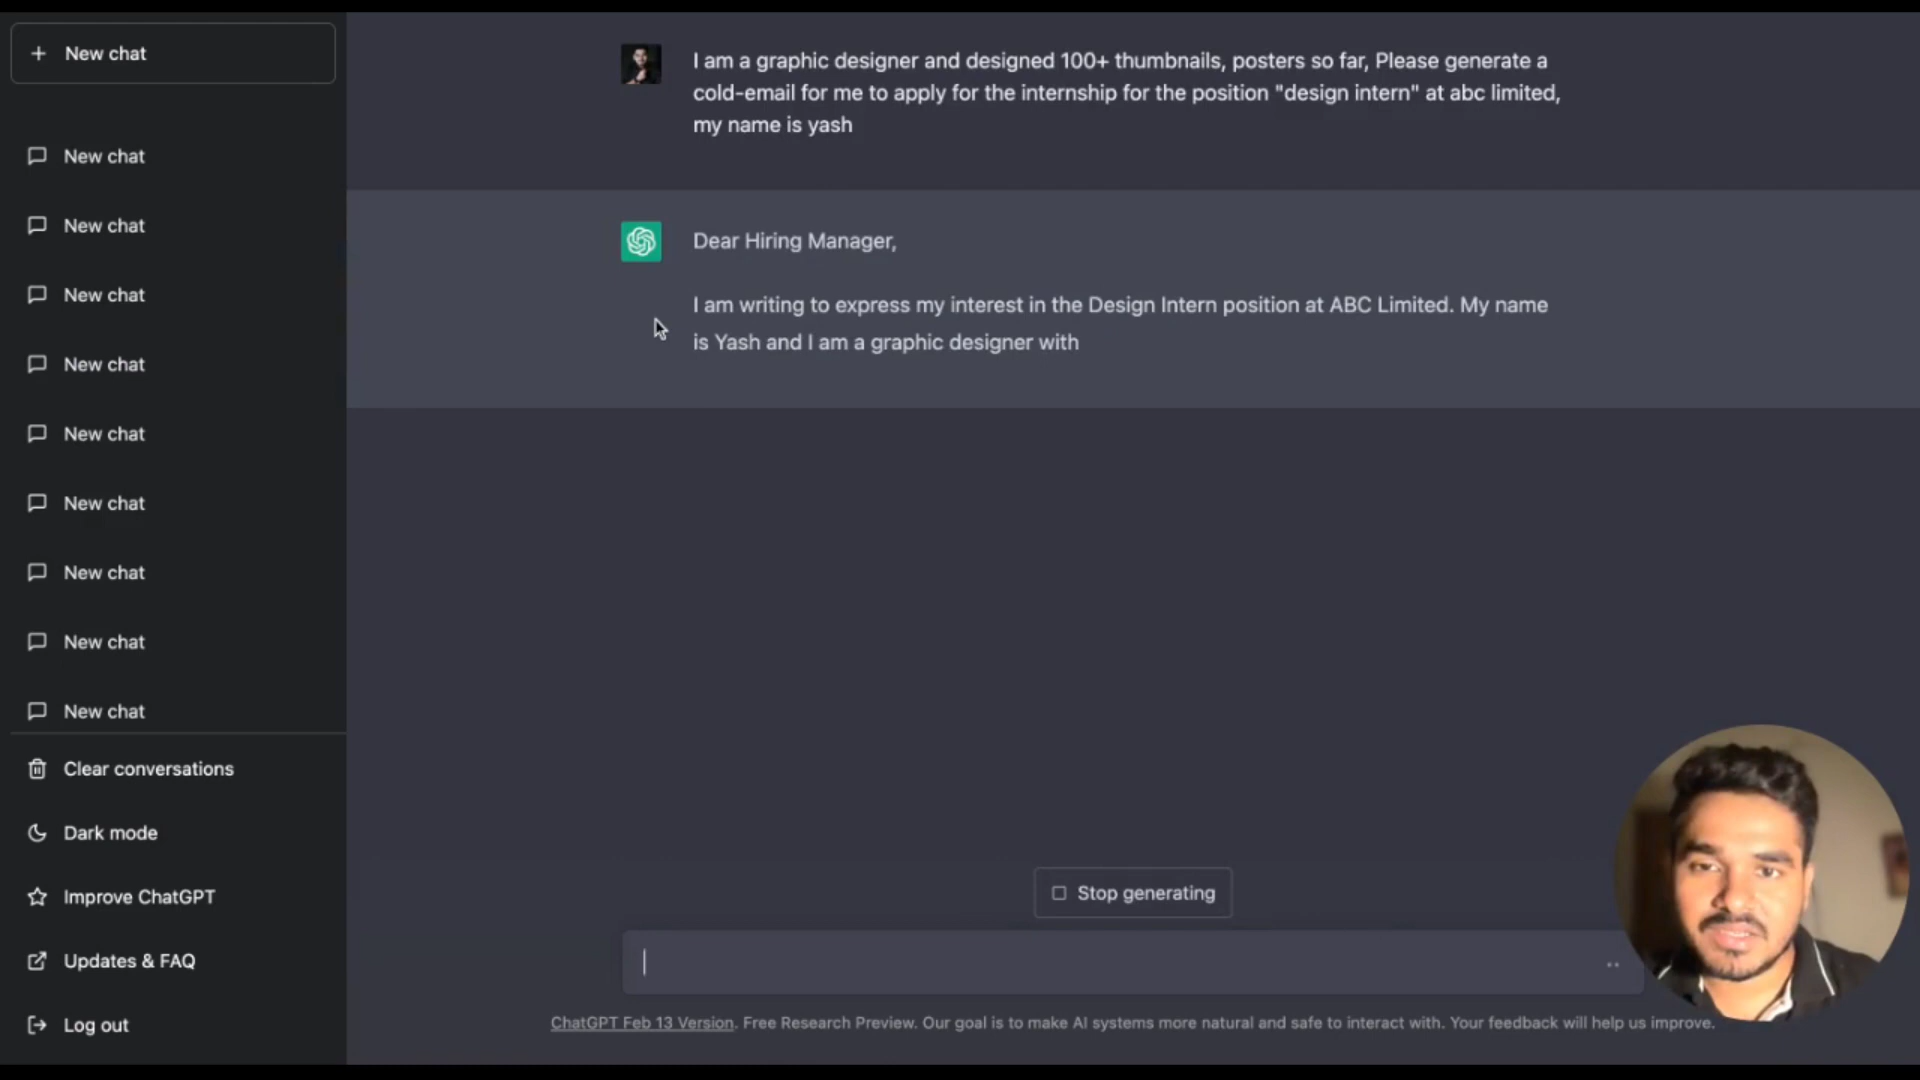 New chat
New chat
New chat
New chat
New chat
New chat
New chat
New chat
New chat
New chat
Clear conversations
Dark mode
Improve ChatGPT
Updates & FAQ
Log out
I am a graphic designer and designed 100+ thumbnails, posters so far, Please generate a
cold-email for me to apply for the internship for the position "design intern" at abc limited,
my name is yash
Dear Hiring Manager,
I am writing to express my interest in the Design Intern position at ABC Limited. My name
is Yash and I am a graphic designer with
Stop generating
ChatGPT Feb 13 Version. Free Research Preview. Our goal is to make AI systems more natural and safe to interact with. Your feedback will help us improve.